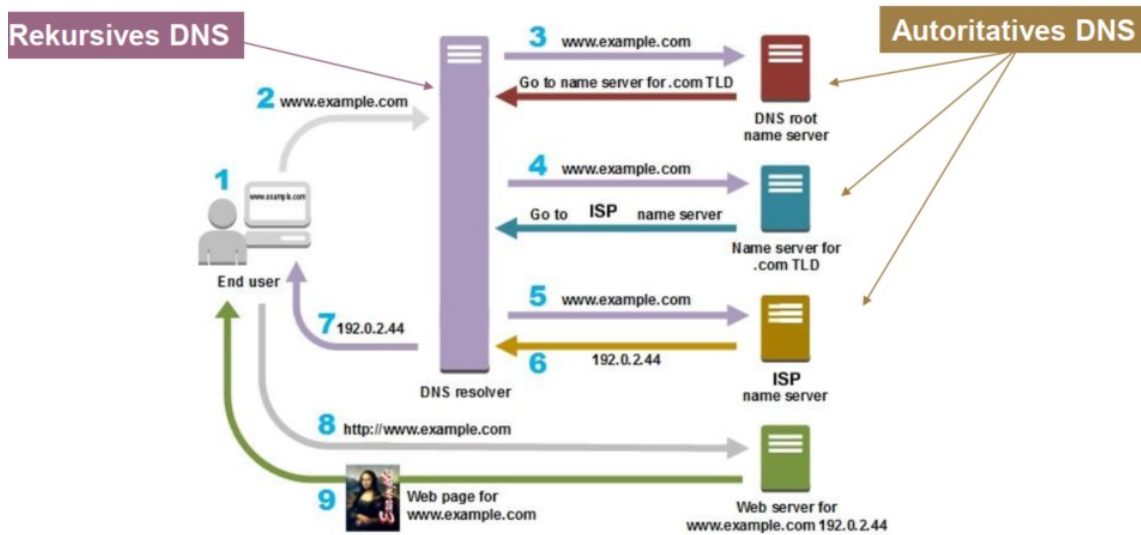 Rekursives DNS
Autoritatives DNS
3 www.example.com
Go to name server for .com TLD
DNS root
name server
2 www.example.com
1
www.example.com
End user
4 www.example.com
Go to ISP name server
Name server for
.com TLD
5 www.example.com
6 192.0.2.44
ISP
name server
7 192.0.2.44
DNS resolver
8 http://www.example.com
9
Example
Web page for
www.example.com
Web server for
www.example.com 192.0.2.44